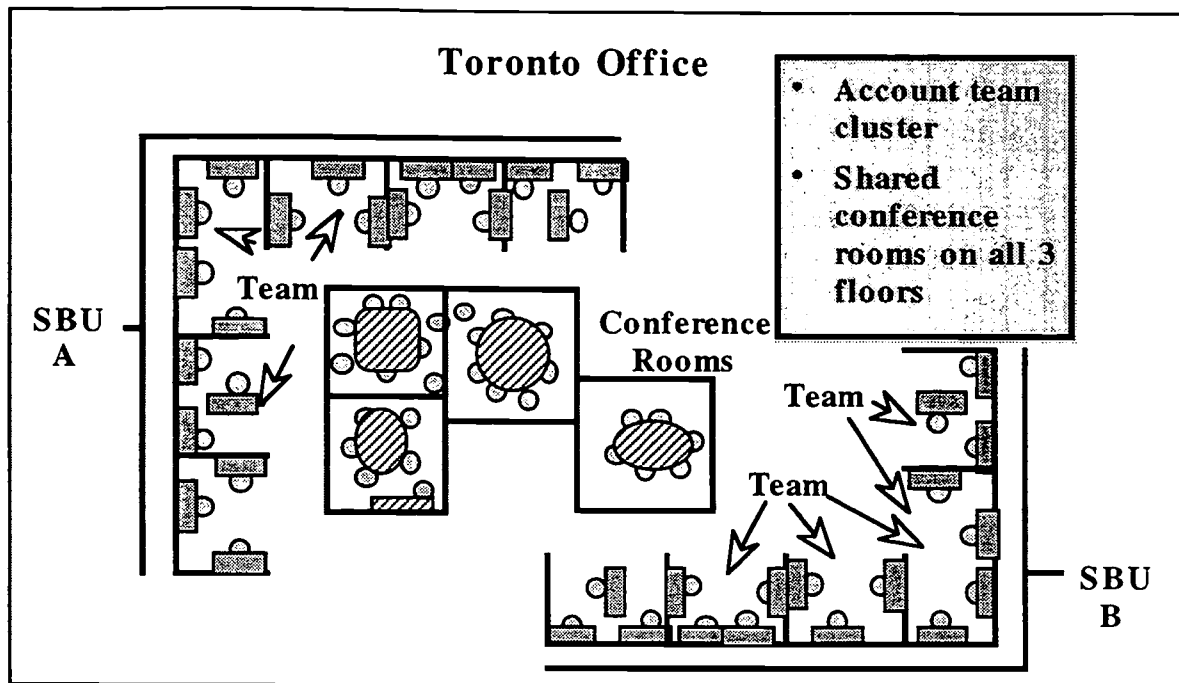 Toronto Office
• Account team
cluster
• Shared
conference
rooms on all 3
floors
Team
SBU
A
Conference
Rooms
Team
Team
SBU
B